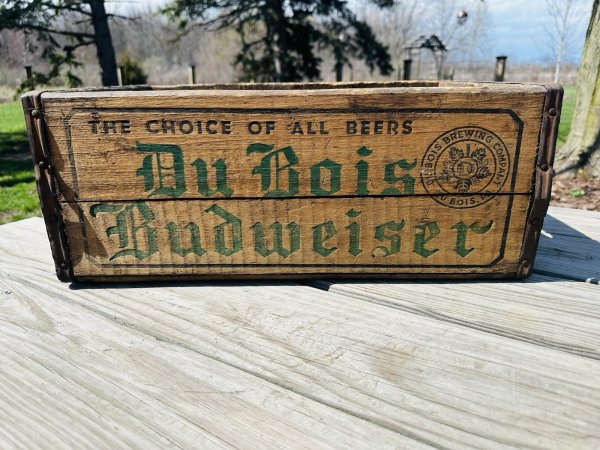 THE CHOICE OF ALL BEERS
Du Bois
Budweiser
DU BOIS BREWING COMPANY
DU BOIS,